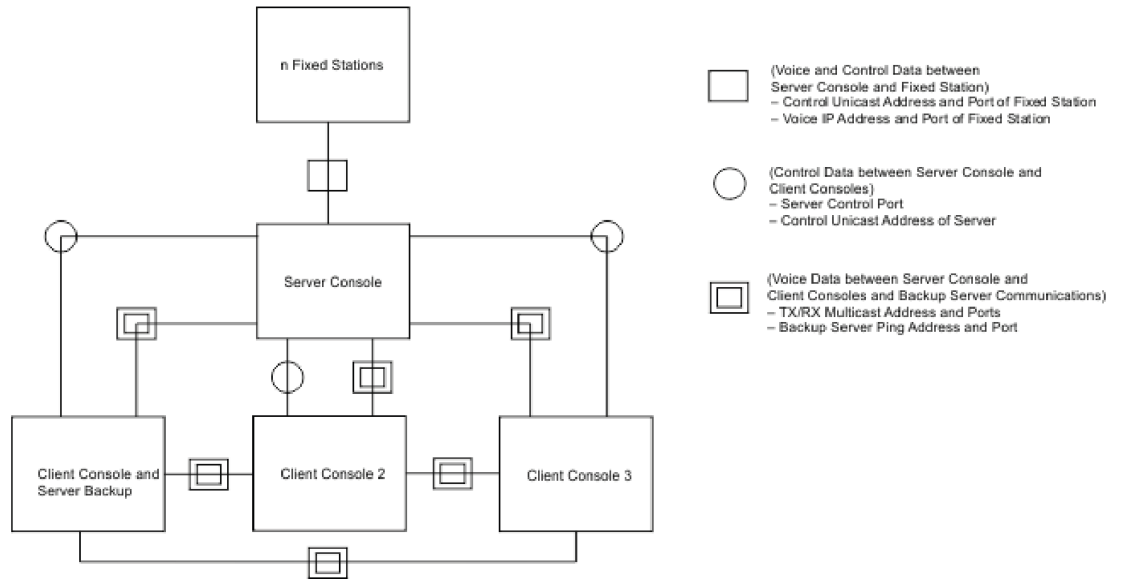 n Fixed Stations
Server Console
Client Console and
Server Backup
Client Console 2
Client Console 3
(Voice and Control Data between
Server Console and Fixed Station)
– Control Unicast Address and Port of Fixed Station
– Voice IP Address and Port of Fixed Station
(Control Data between Server Console and
Client Consoles)
– Server Control Port
– Control Unicast Address of Server
(Voice Data between Server Console and
Client Consoles and Backup Server Communications)
– TX/RX Multicast Address and Ports
– Backup Server Ping Address and Port